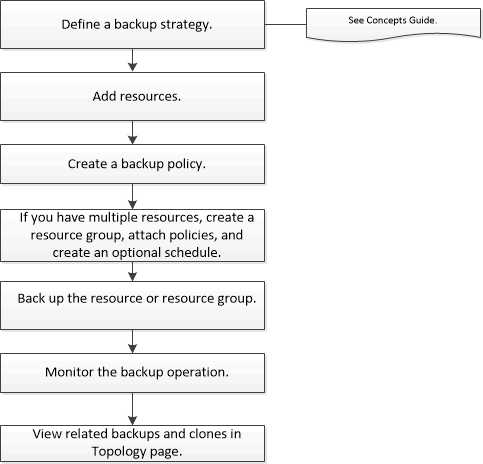 Define a backup strategy.
See Concepts Guide.
Add resources.
Create a backup policy.
If you have multiple resources, create a
resource group, attach policies, and
create an optional schedule.
Back up the resource or resource group.
Monitor the backup operation.
View related backups and clones in
Topology page.